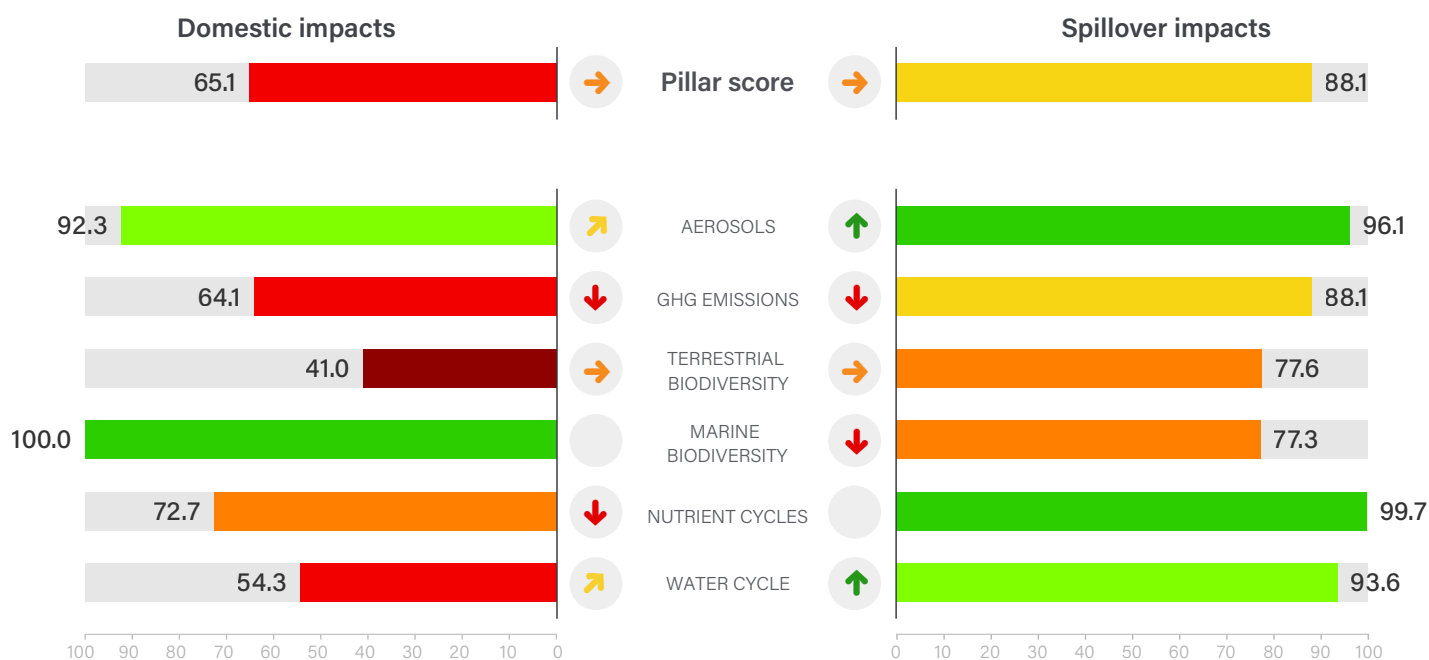 Domestic impacts
Spillover impacts
65.1
Pillar score
88.1
92.3
AEROSOLS
96.1
64.1
GHG EMISSIONS
88.1
41.0
TERRESTRIAL
BIODIVERSITY
77.6
100.0
MARINE
BIODIVERSITY
77.3
72.7
NUTRIENT CYCLES
99.7
54.3
WATER CYCLE
93.6
100 90 80 70 60 50 40 30 20 10 0
0 10 20 30 40 50 60 70 80 90 100